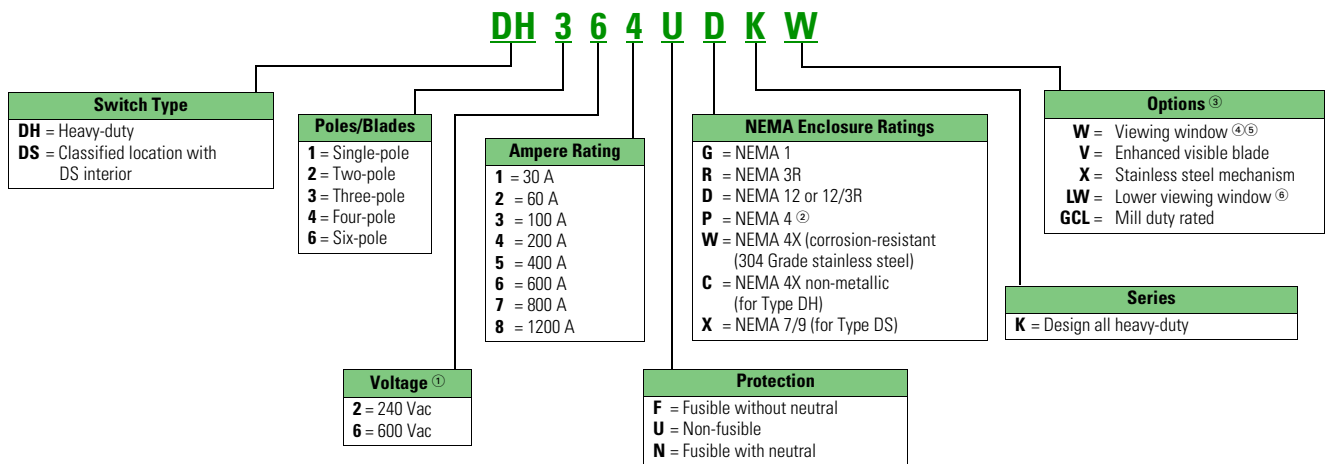 DH 3 6 4 U D K W
Switch Type
DH = Heavy-duty
DS = Classified location with
DS interior
Poles/Blades
1 = Single-pole
2 = Two-pole
3 = Three-pole
4 = Four-pole
6 = Six-pole
Voltage ①
2 = 240 Vac
6 = 600 Vac
Ampere Rating
1 = 30 A
2 = 60 A
3 = 100 A
4 = 200 A
5 = 400 A
6 = 600 A
7 = 800 A
8 = 1200 A
Protection
F = Fusible without neutral
U = Non-fusible
N = Fusible with neutral
NEMA Enclosure Ratings
G = NEMA 1
R = NEMA 3R
D = NEMA 12 or 12/3R
P = NEMA 4 ②
W = NEMA 4X (corrosion-resistant
(304 Grade stainless steel)
C = NEMA 4X non-metallic
(for Type DH)
X = NEMA 7/9 (for Type DS)
Series
K = Design all heavy-duty
Options ③
W = Viewing window ④⑤
V = Enhanced visible blade
X = Stainless steel mechanism
LW = Lower viewing window ⑥
GCL = Mill duty rated